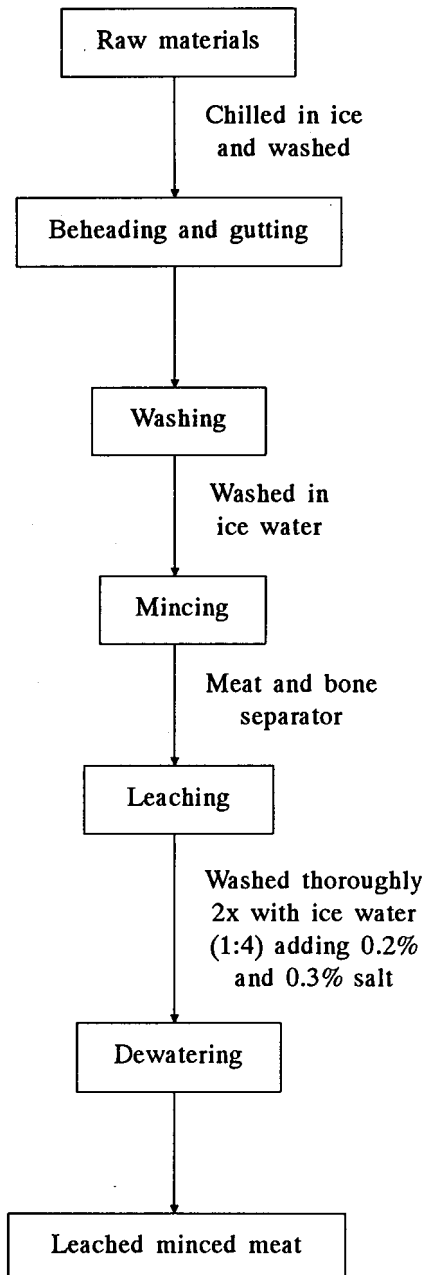 Raw materials
Chilled in ice
and washed
Beheading and gutting
Washing
Washed in
ice water
Mincing
Meat and bone
separator
Leaching
Washed thoroughly
2x with ice water
(1:4) adding 0.2%
and 0.3% salt
Dewatering
Leached minced meat